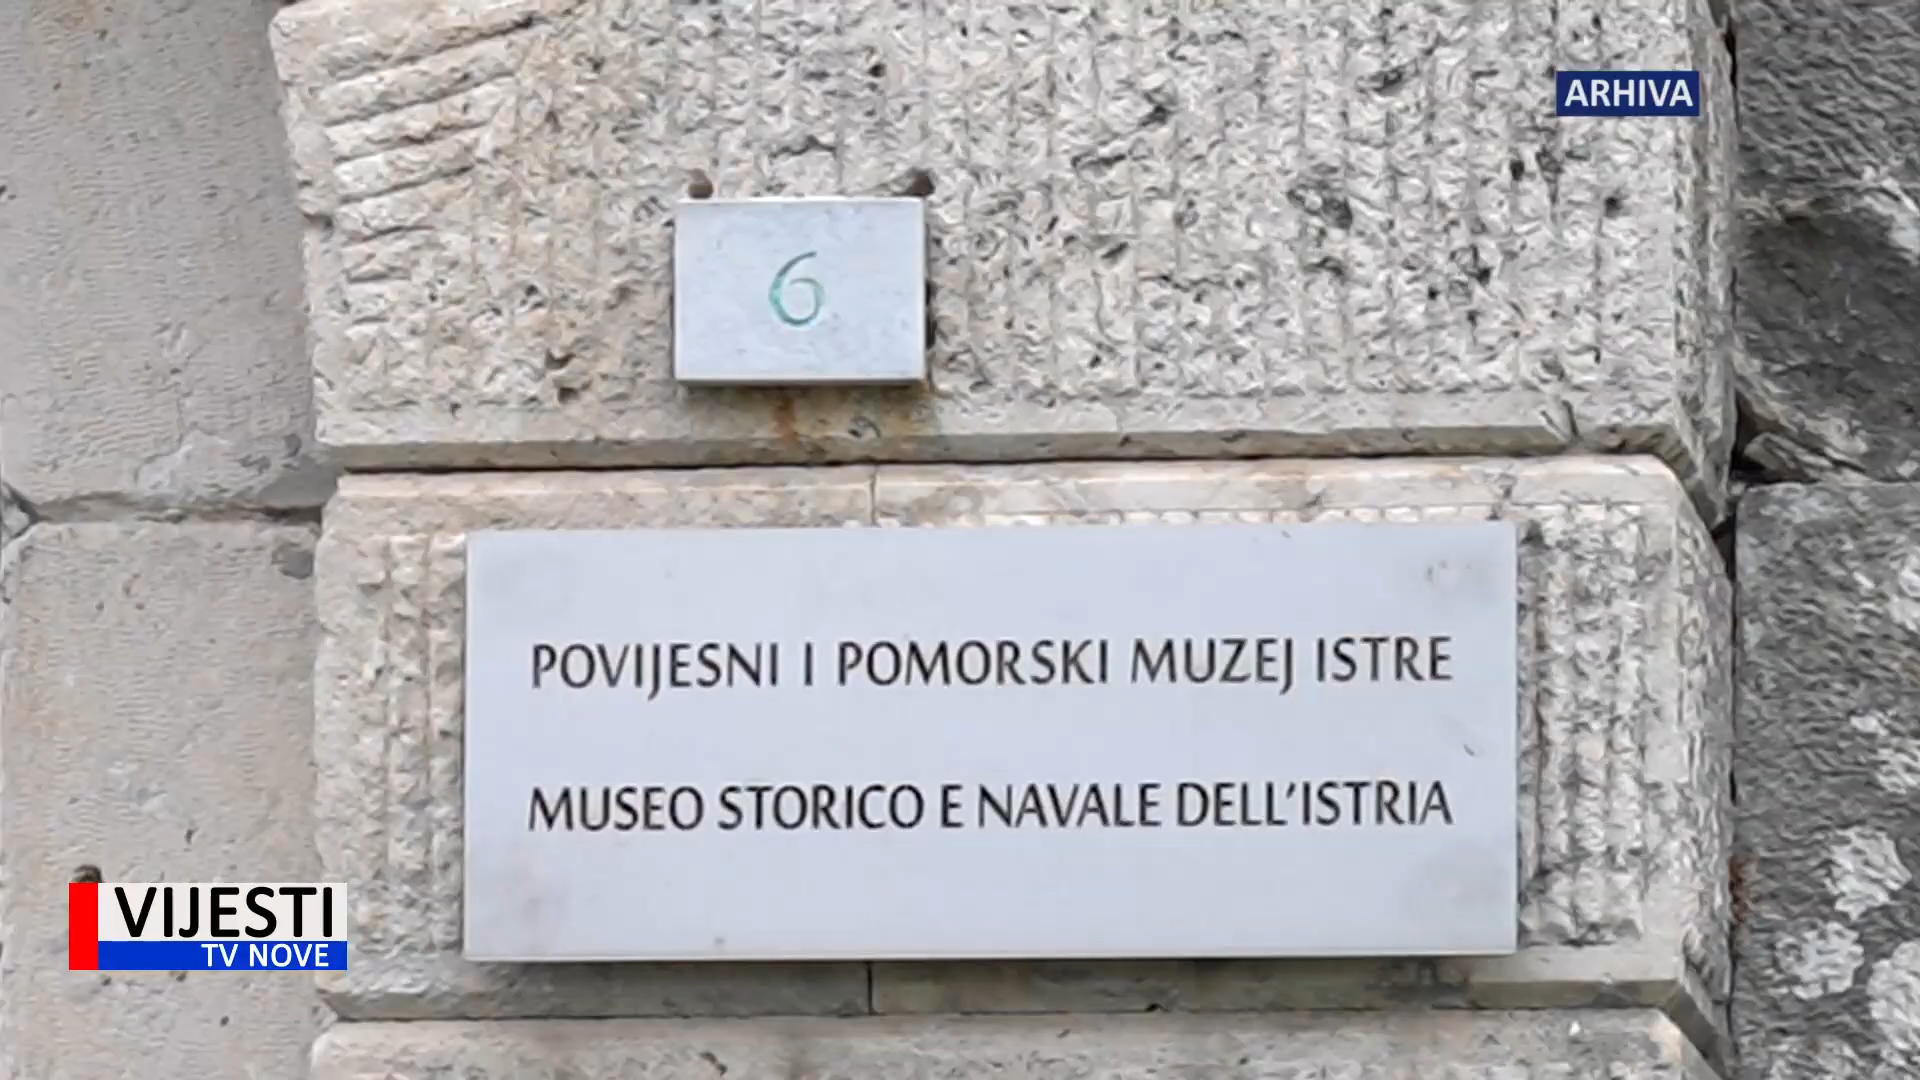 ARHIVA
6
POVIJESNI I POMORSKI MUZEJ ISTRE
MUSEO STORICO E NAVALE DELL'ISTRIA
VIJESTI
TV NOVE